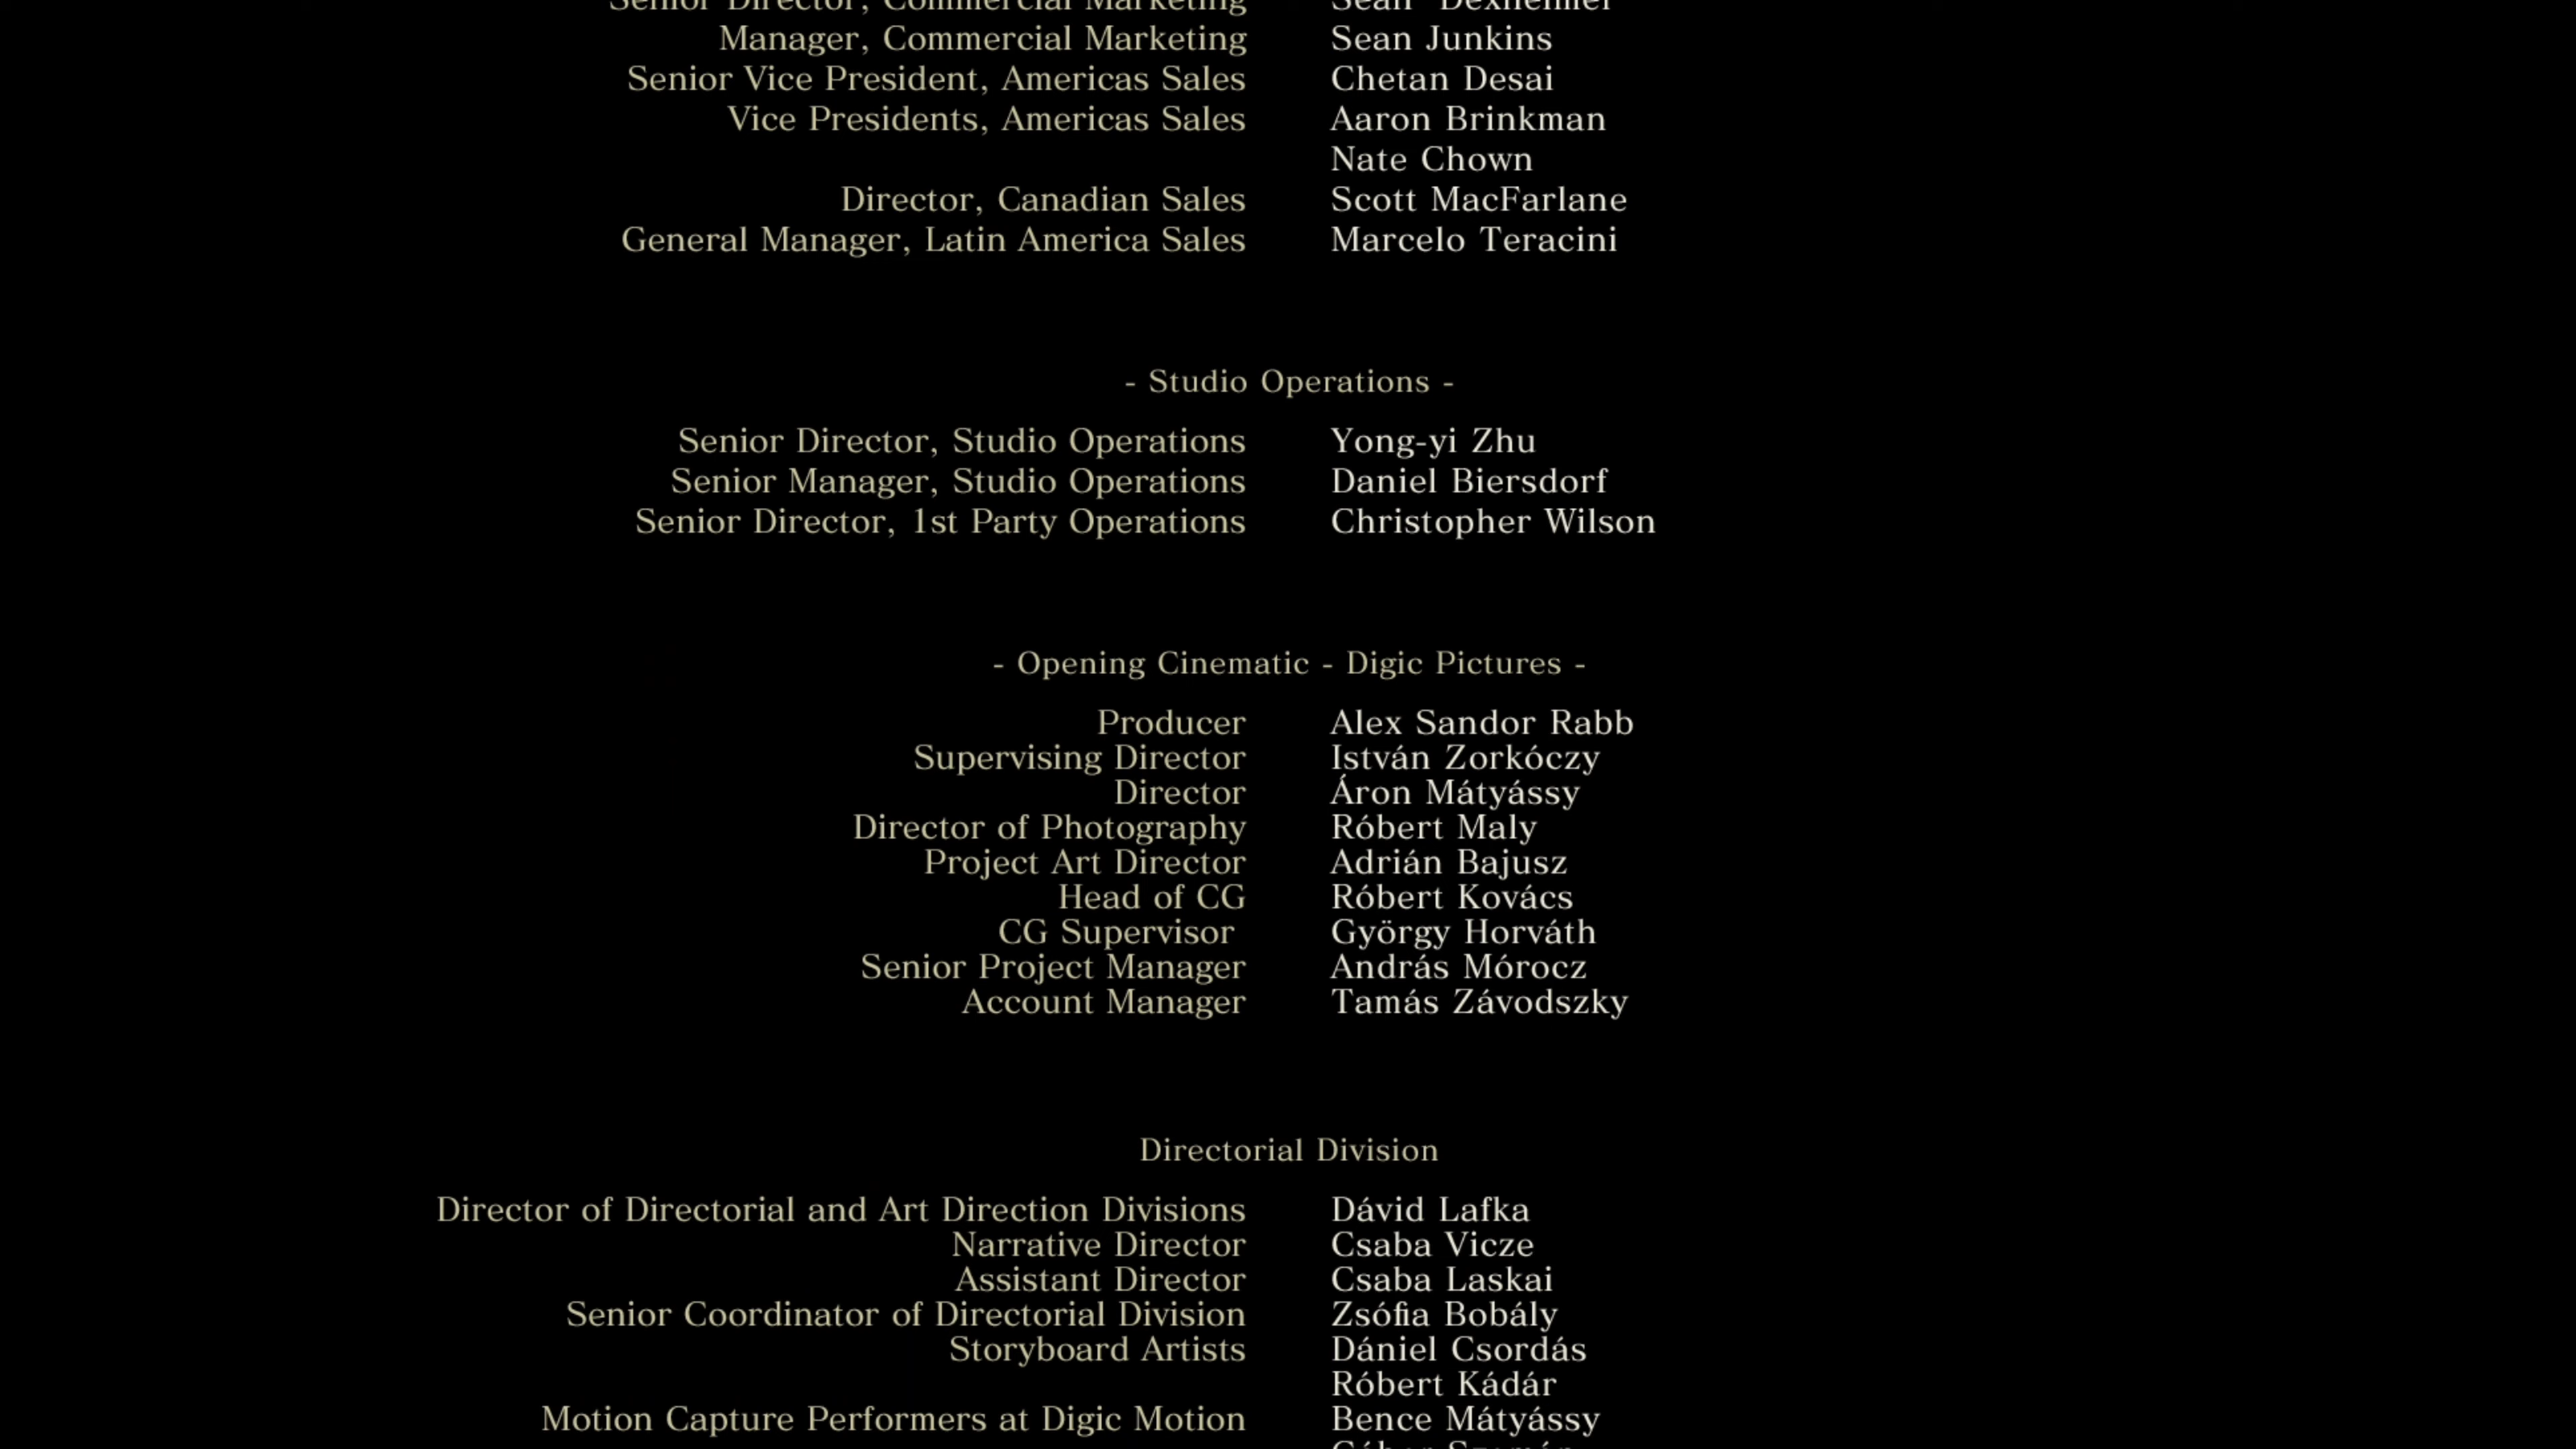 Senior Director, Commercial Marketing Sean Dexheimer
Manager, Commercial Marketing Sean Junkins
Senior Vice President, Americas Sales Chetan Desai
Vice Presidents, Americas Sales Aaron Brinkman
Nate Chown
Director, Canadian Sales Scott MacFarlane
General Manager, Latin America Sales Marcelo Teracini
- Studio Operations -
Senior Director, Studio Operations Yong-yi Zhu
Senior Manager, Studio Operations Daniel Biersdorf
Senior Director, 1st Party Operations Christopher Wilson
- Opening Cinematic - Digic Pictures -
Producer Alex Sandor Rabb
Supervising Director István Zorkóczy
Director Áron Mátyássy
Director of Photography Róbert Maly
Project Art Director Adrián Bajusz
Head of CG Róbert Kovács
CG Supervisor György Horváth
Senior Project Manager András Mórocz
Account Manager Tamás Závodszky
Directorial Division
Director of Directorial and Art Direction Divisions Dávid Lafka
Narrative Director Csaba Vicze
Assistant Director Csaba Laskai
Senior Coordinator of Directorial Division Zsófia Bobály
Storyboard Artists Dániel Csordás
Róbert Kádár
Motion Capture Performers at Digic Motion Bence Mátyássy